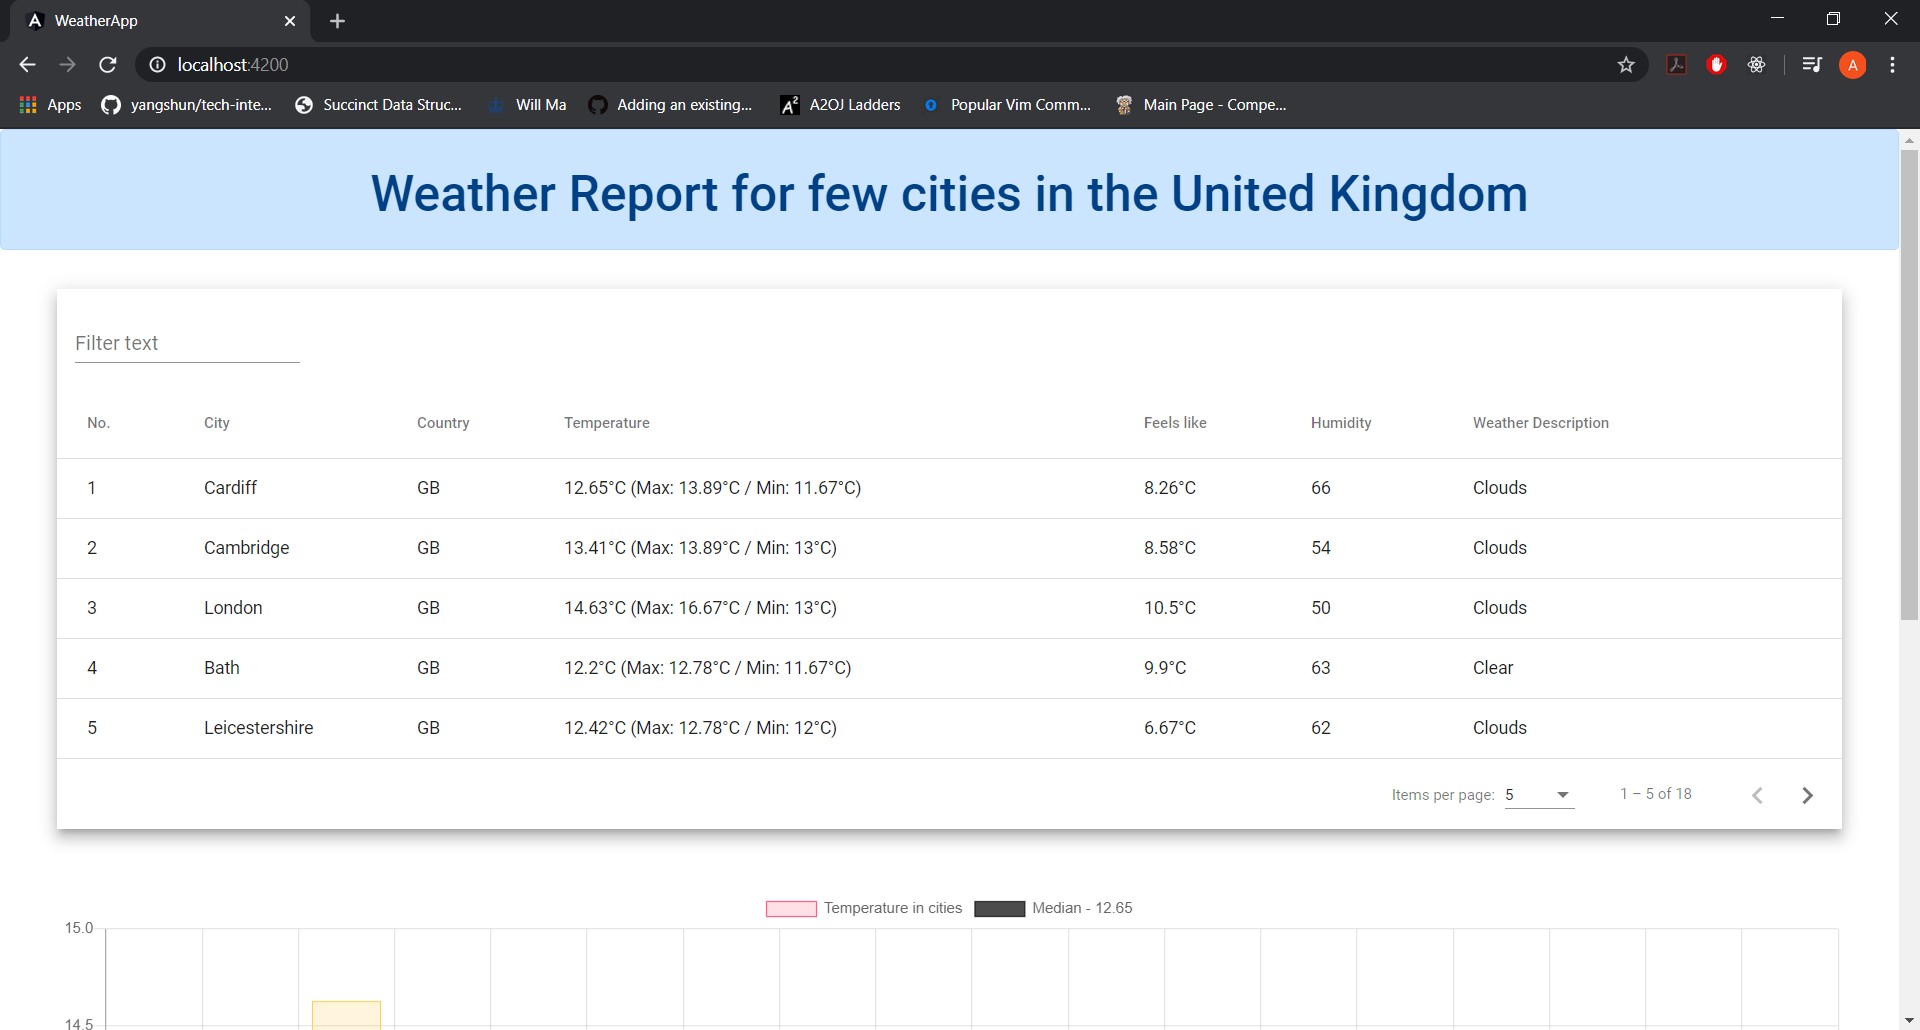 WeatherApp
localhost:4200
Apps yangshun/tech-inte... Succinct Data Struc... Will Ma Adding an existing... A2OJ Ladders Popular Vim Comm... Main Page - Compe...
Weather Report for few cities in the United Kingdom
Filter text
No. City Country Temperature Feels like Humidity Weather Description
1 Cardiff GB 12.65°C (Max: 13.89°C / Min: 11.67°C) 8.26°C 66 Clouds
2 Cambridge GB 13.41°C (Max: 13.89°C / Min: 13°C) 8.58°C 54 Clouds
3 London GB 14.63°C (Max: 16.67°C / Min: 13°C) 10.5°C 50 Clouds
4 Bath GB 12.2°C (Max: 12.78°C / Min: 11.67°C) 9.9°C 63 Clear
5 Leicestershire GB 12.42°C (Max: 12.78°C / Min: 12°C) 6.67°C 62 Clouds
Items per page: 5 1 – 5 of 18
Temperature in cities Median - 12.65
15.0
14.5